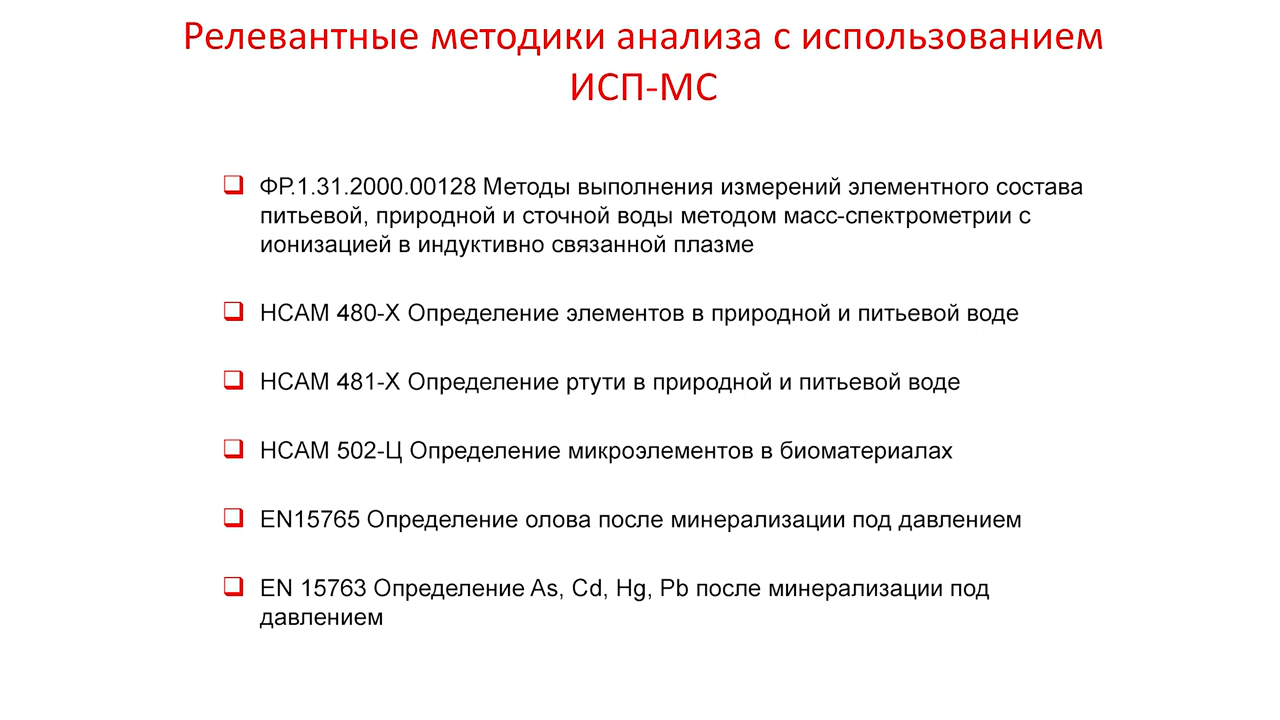 Релевантные методики анализа с использованием
ИСП-МС
ФР.1.31.2000.00128 Методы выполнения измерений элементного состава
питьевой, природной и сточной воды методом масс-спектрометрии с
ионизацией в индуктивно связанной плазме
НСАМ 480-Х Определение элементов в природной и питьевой воде
НСАМ 481-Х Определение ртути в природной и питьевой воде
НСАМ 502-Ц Определение микроэлементов в биоматериалах
EN15765 Определение олова после минерализации под давлением
EN 15763 Определение As, Cd, Hg, Pb после минерализации под
давлением